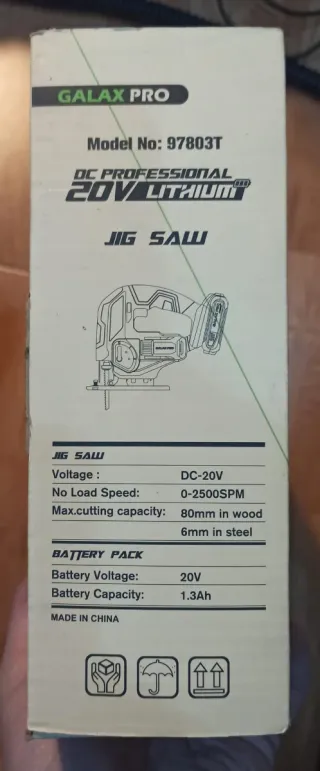 GALAX PRO
Model No: 97803T
DC PROFESSIONAL
20V LITHIUM
JIG SAW
JIG SAW
Voltage : DC-20V
No Load Speed: 0-2500SPM
Max.cutting capacity: 80mm in wood
6mm in steel
BATTERY PACK
Battery Voltage: 20V
Battery Capacity: 1.3Ah
MADE IN CHINA